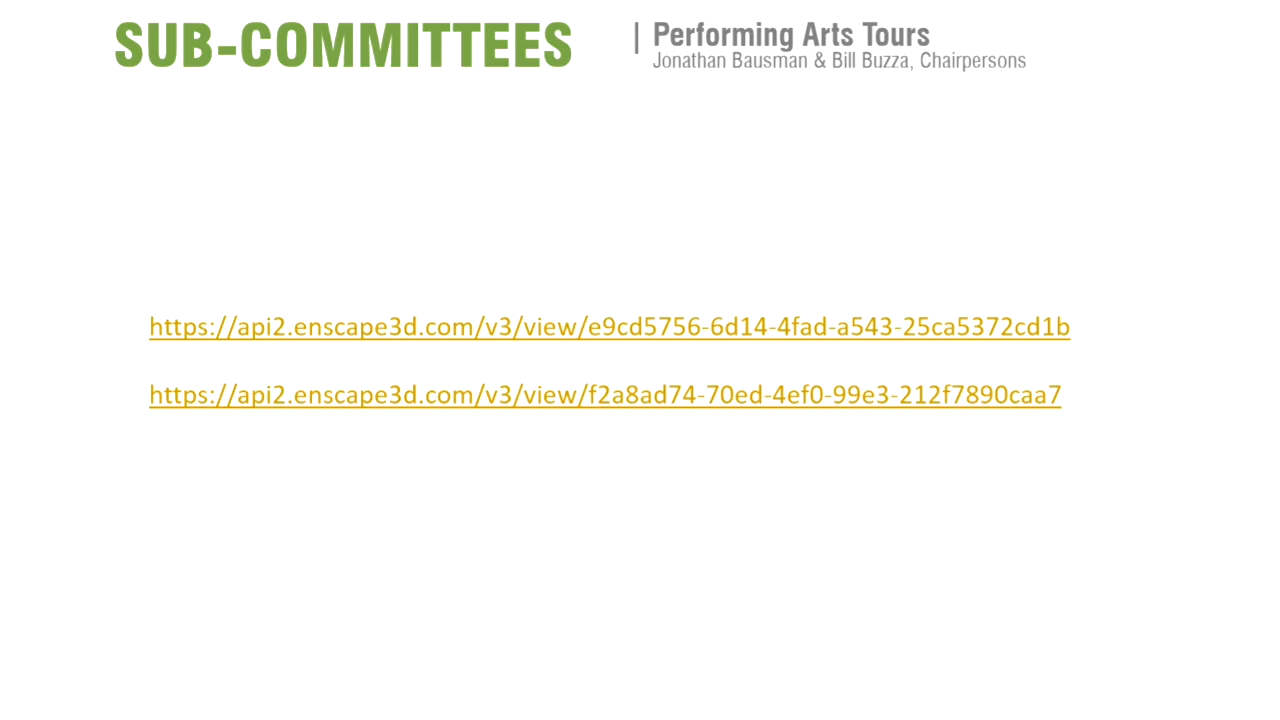 SUB-COMMITTEES
| Performing Arts Tours
Jonathan Bausman & Bill Buzza, Chairpersons
https://api2.enscape3d.com/v3/view/e9cd5756-6d14-4fad-a543-25ca5372cd1b
https://api2.enscape3d.com/v3/view/f2a8ad74-70ed-4ef0-99e3-212f7890caa7